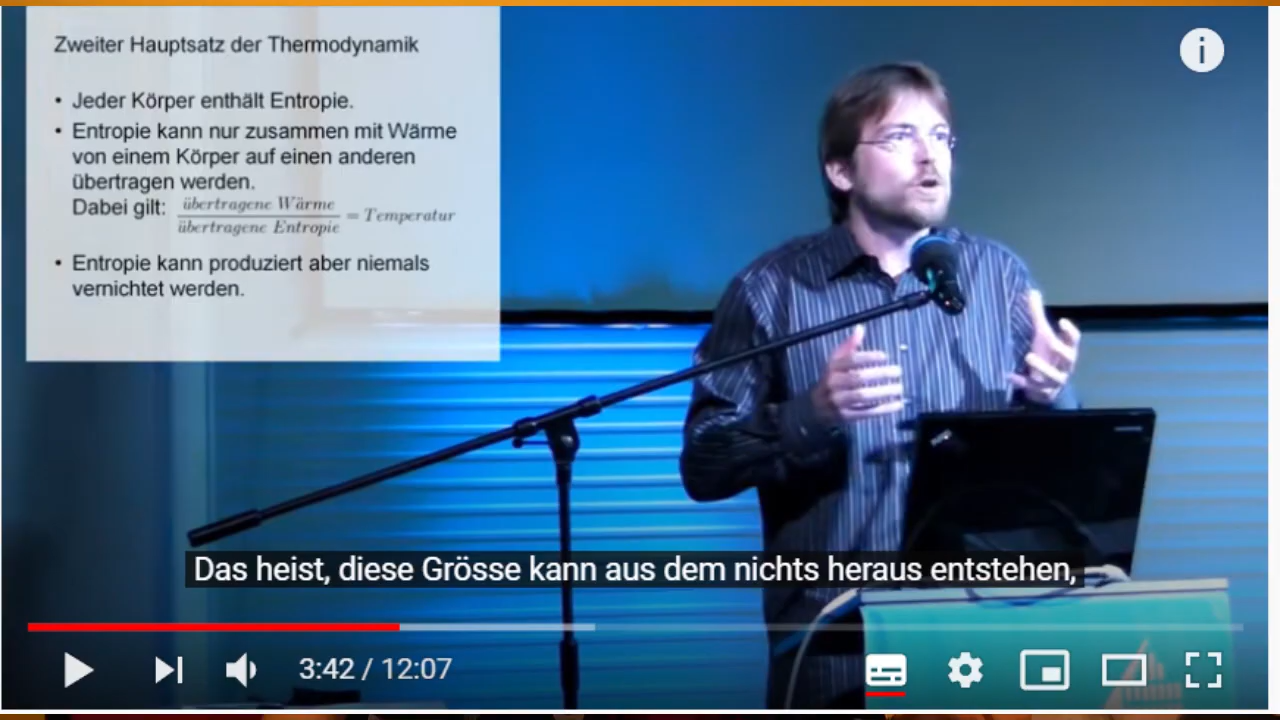 Zweiter Hauptsatz der Thermodynamik
• Jeder Körper enthält Entropie.
• Entropie kann nur zusammen mit Wärme
von einem Körper auf einen anderen
übertragen werden.
Dabei gilt: übertragene Wärme / übertragene Entropie = Temperatur
• Entropie kann produziert aber niemals
vernichtet werden.
Das heist, diese Grösse kann aus dem nichts heraus entstehen,
3:42 / 12:07